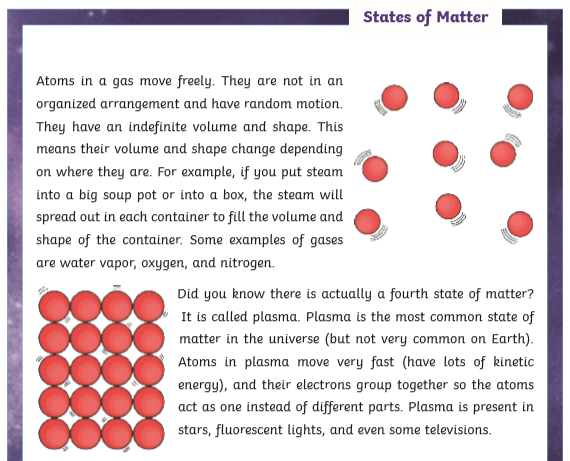 States of Matter
Atoms in a gas move freely. They are not in an
organized arrangement and have random motion.
They have an indefinite volume and shape. This
means their volume and shape change depending
on where they are. For example, if you put steam
into a big soup pot or into a box, the steam will
spread out in each container to fill the volume and
shape of the container. Some examples of gases
are water vapor, oxygen, and nitrogen.
Did you know there is actually a fourth state of matter?
It is called plasma. Plasma is the most common state of
matter in the universe (but not very common on Earth).
Atoms in plasma move very fast (have lots of kinetic
energy), and their electrons group together so the atoms
act as one instead of different parts. Plasma is present in
stars, fluorescent lights, and even some televisions.